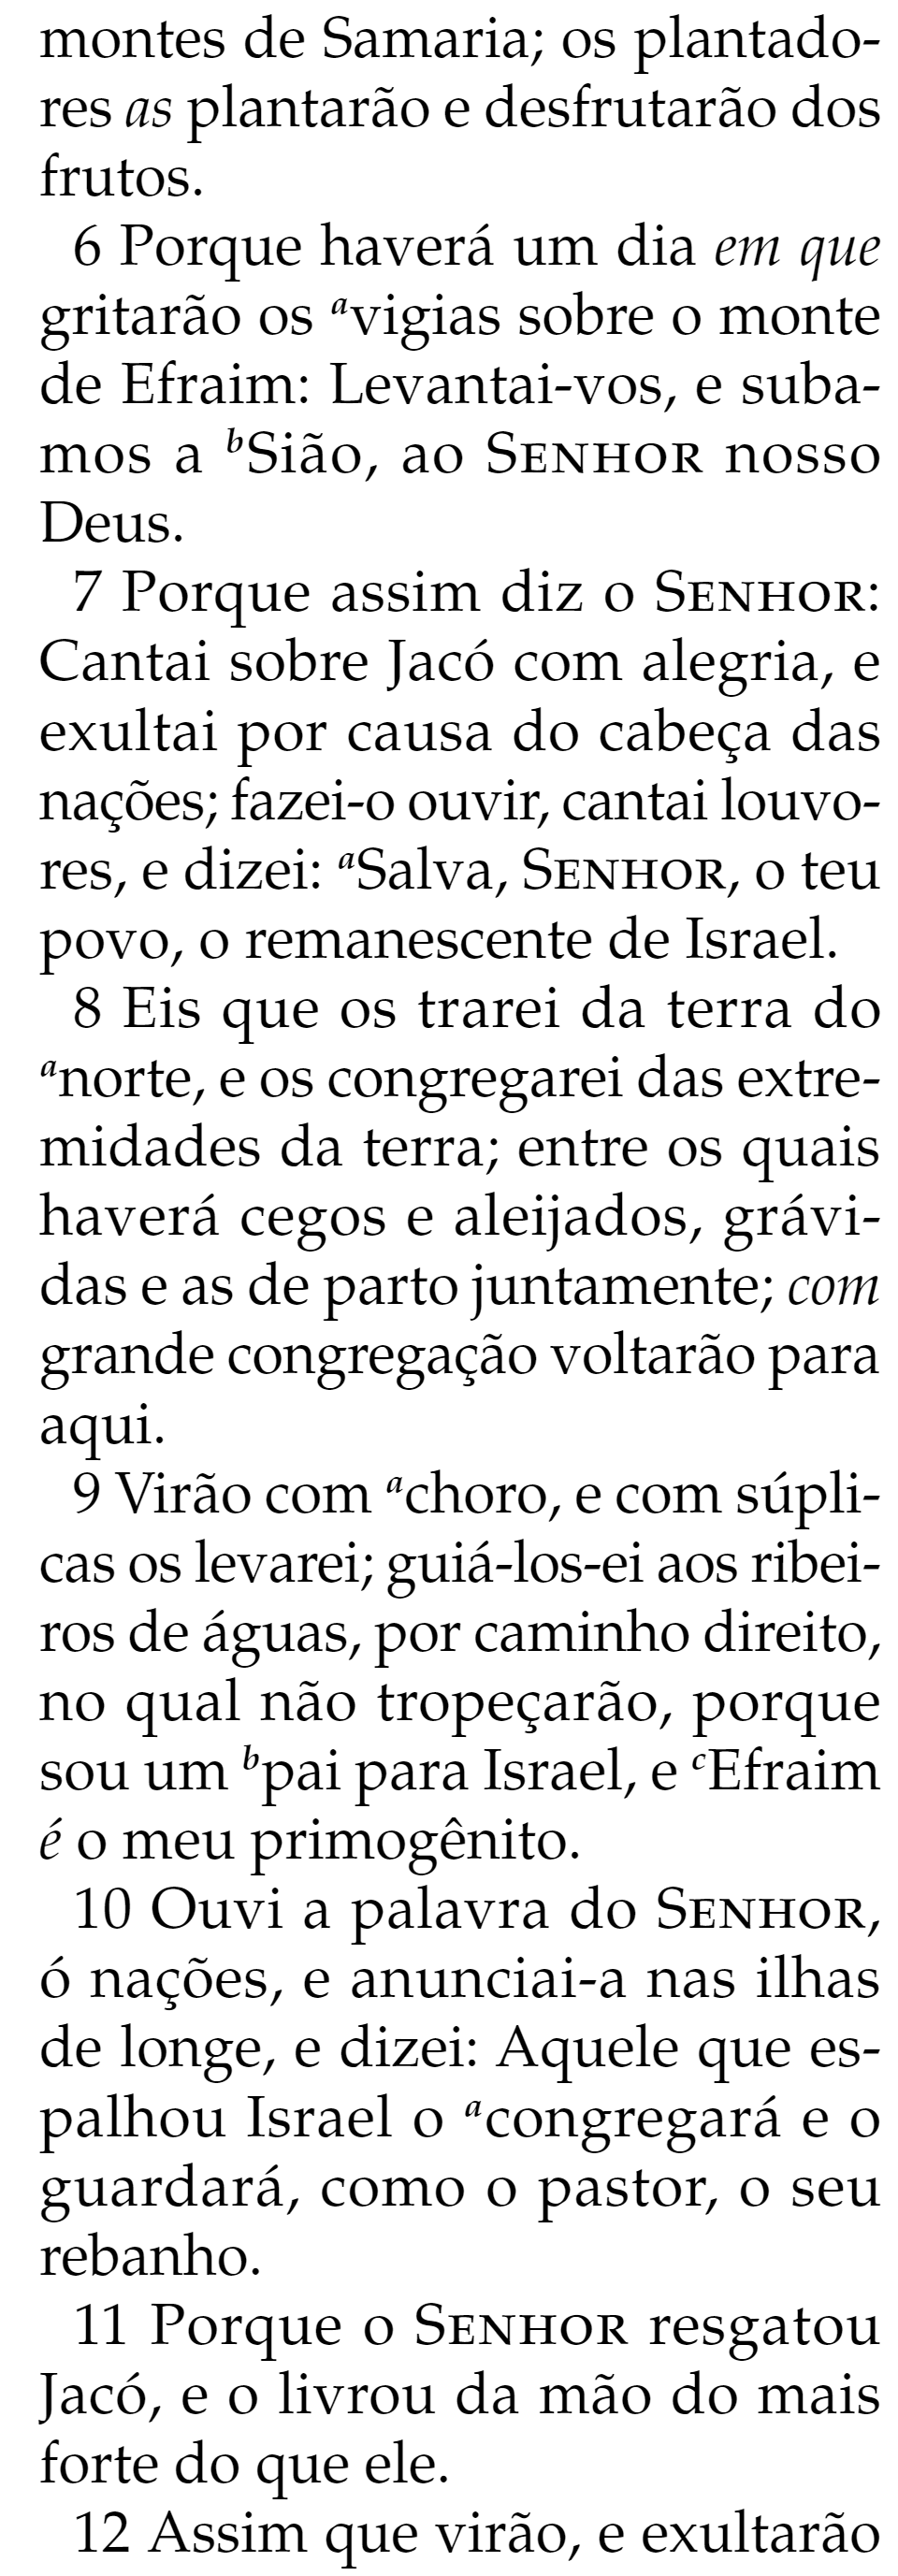 montes de Samaria; os plantado-
res as plantarão e desfrutarão dos
frutos.
6 Porque haverá um dia em que
gritarão os ᵃvigias sobre o monte
de Efraim: Levantai-vos, e suba-
mos a ᵇSião, ao SENHOR nosso
Deus.
7 Porque assim diz o SENHOR:
Cantai sobre Jacó com alegria, e
exultai por causa do cabeça das
nações; fazei-o ouvir, cantai louvo-
res, e dizei: ᵃSalva, SENHOR, o teu
povo, o remanescente de Israel.
8 Eis que os trarei da terra do
ᵃnorte, e os congregarei das extre-
midades da terra; entre os quais
haverá cegos e aleijados, grávi-
das e as de parto juntamente; com
grande congregação voltarão para
aqui.
9 Virão com ᵃchoro, e com súpli-
cas os levarei; guiá-los-ei aos ribei-
ros de águas, por caminho direito,
no qual não tropeçarão, porque
sou um ᵇpai para Israel, e ᶜEfraim
é o meu primogênito.
10 Ouvi a palavra do SENHOR,
ó nações, e anunciai-a nas ilhas
de longe, e dizei: Aquele que es-
palhou Israel o ᵃcongregará e o
guardará, como o pastor, o seu
rebanho.
11 Porque o SENHOR resgatou
Jacó, e o livrou da mão do mais
forte do que ele.
12 Assim que virão, e exultarão